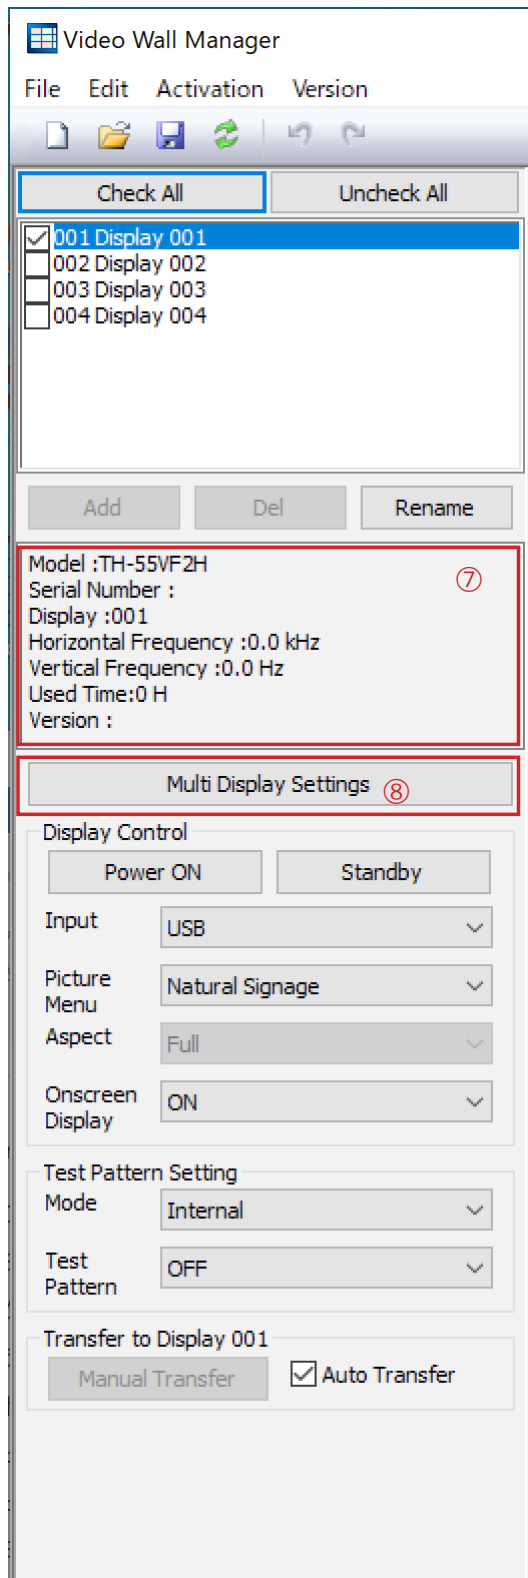 Video Wall Manager
File Edit Activation Version
Check All Uncheck All
001 Display 001
002 Display 002
003 Display 003
004 Display 004
Add Del Rename
Model :TH-55VF2H
⑦
Serial Number :
Display :001
Horizontal Frequency :0.0 kHz
Vertical Frequency :0.0 Hz
Used Time:0 H
Version :
Multi Display Settings ⑧
Display Control
Power ON Standby
Input USB
Picture Menu Natural Signage
Aspect Full
Onscreen Display ON
Test Pattern Setting
Mode Internal
Test Pattern OFF
Transfer to Display 001
Manual Transfer Auto Transfer